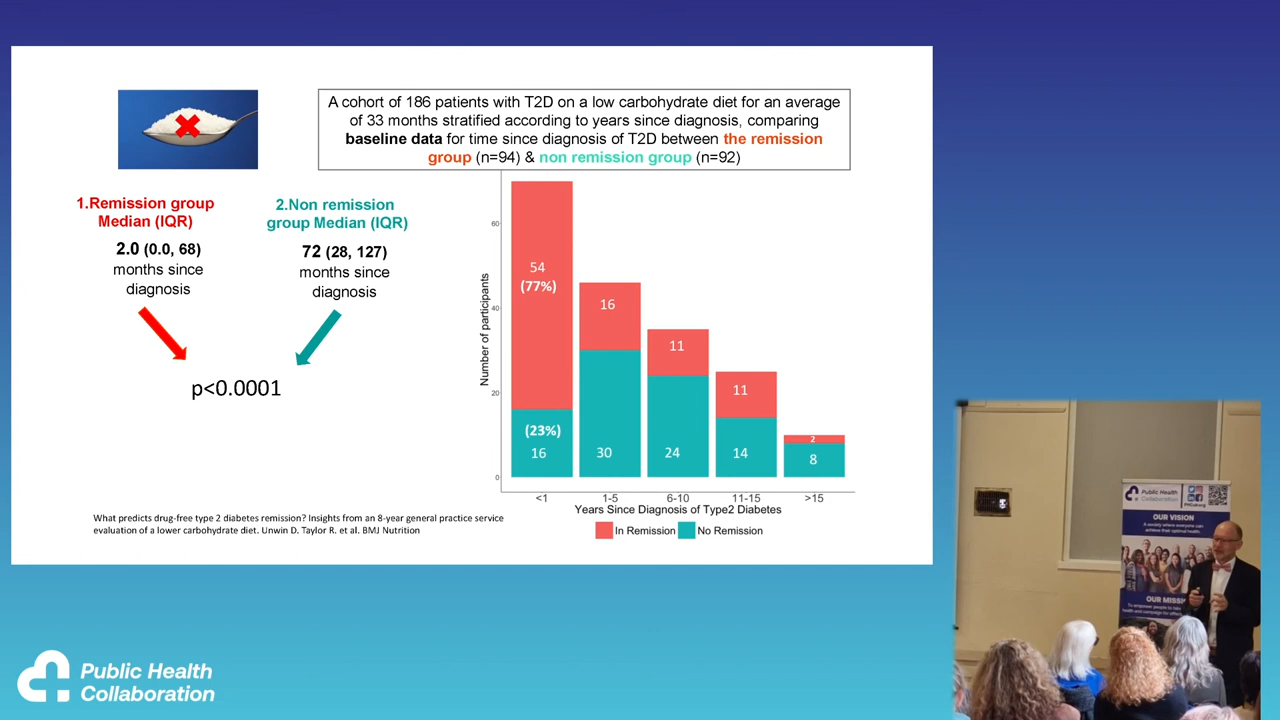 A cohort of 186 patients with T2D on a low carbohydrate diet for an average
of 33 months stratified according to years since diagnosis, comparing
baseline data for time since diagnosis of T2D between the remission
group (n=94) & non remission group (n=92)
1.Remission group
Median (IQR)
2.0 (0.0, 68)
months since
diagnosis
2.Non remission
group Median (IQR)
72 (28, 127)
months since
diagnosis
p<0.0001
Number of participants
60
40
20
0
54
(77%)
(23%)
16
16
30
11
24
11
14
2
8
<1
1-5
6-10
11-15
>15
Years Since Diagnosis of Type2 Diabetes
In Remission
No Remission
What predicts drug-free type 2 diabetes remission? Insights from an 8-year general practice service
evaluation of a lower carbohydrate diet. Unwin D. Taylor R. et al. BMJ Nutrition
Public Health
Collaboration
OUR VISION
A society where everyone can
achieve their optimal health.
OUR MISS
To empower people to take
Public Health
Collaboration